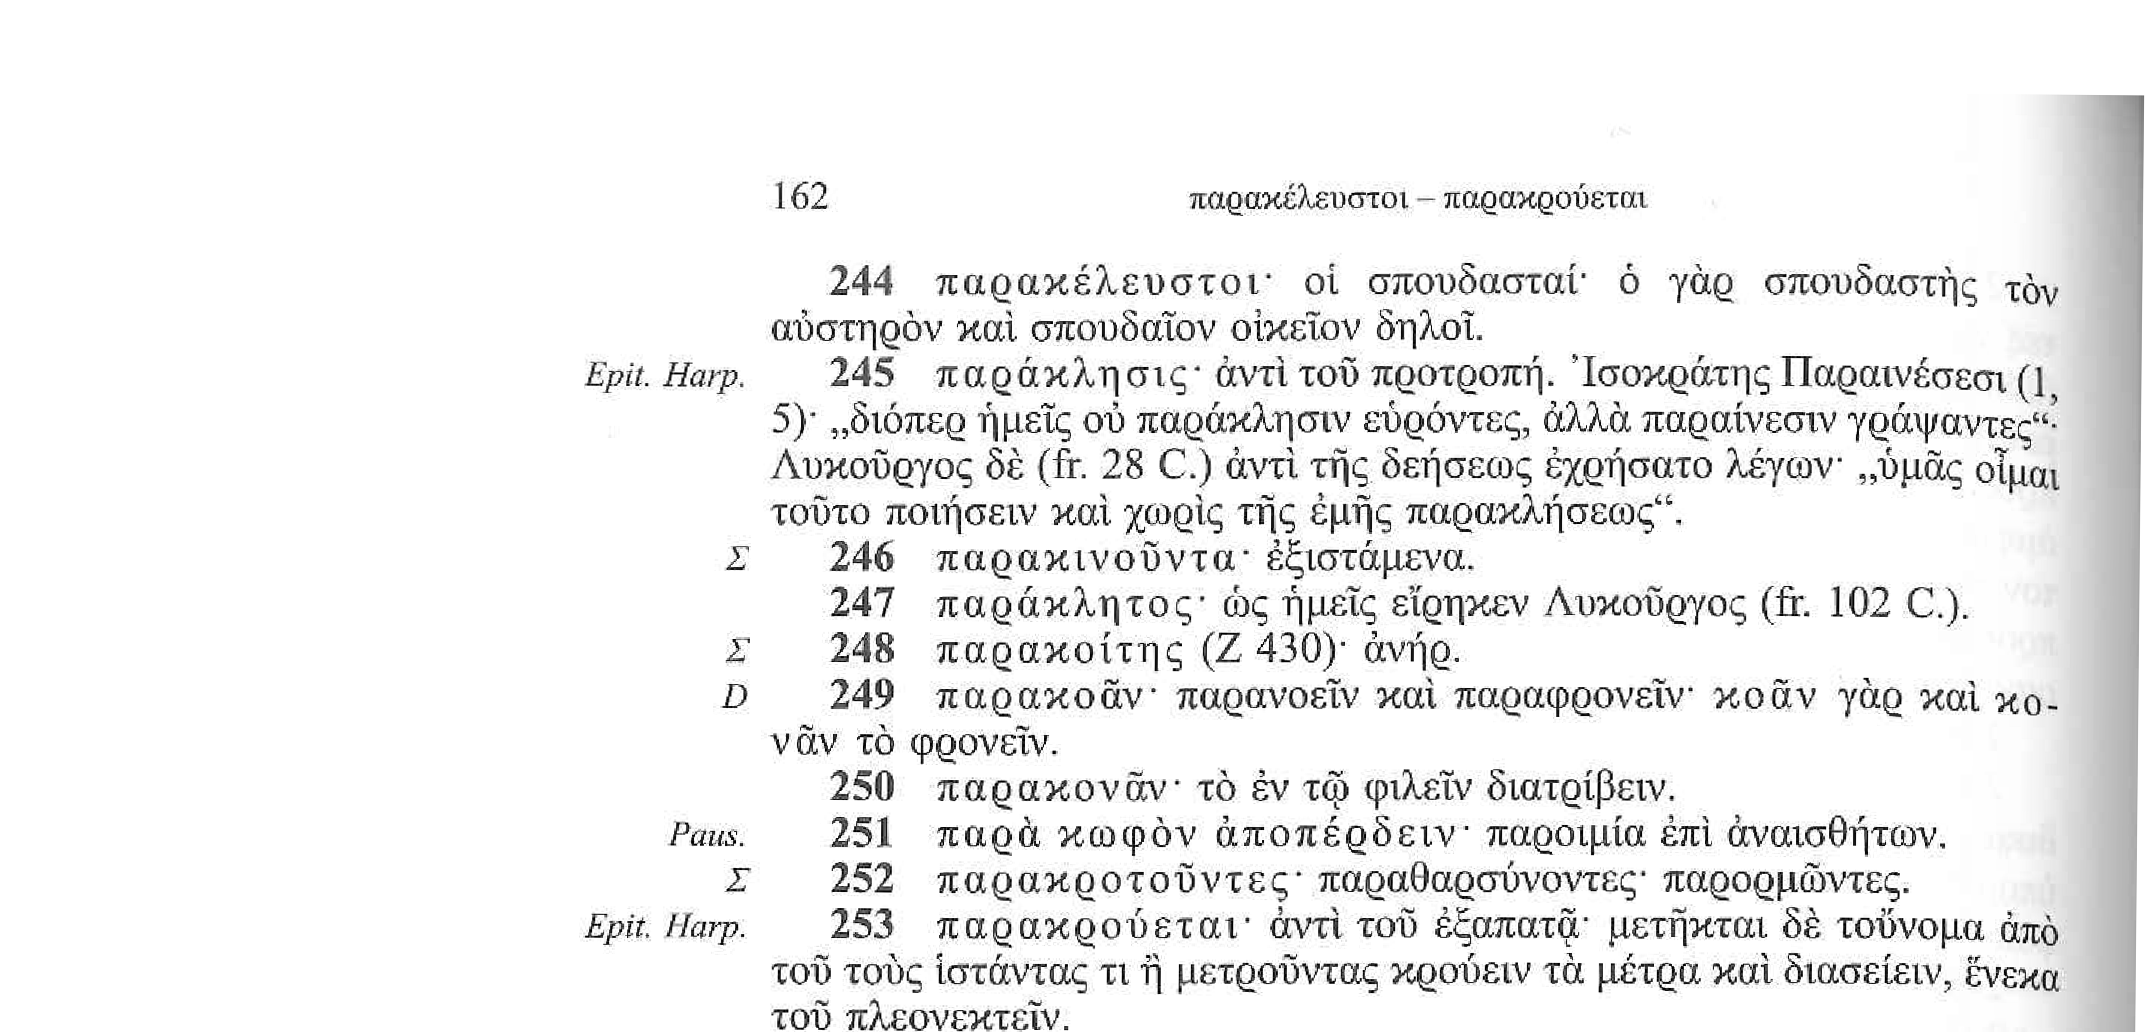 162 παρακέλευστοι – παρακρούεται
244 παρακέλευστοι· οἱ σπουδασταί· ὁ γὰρ σπουδαστὴς τὸν
αὐστηρὸν καὶ σπουδαῖον οἰκεῖον δηλοῖ.
Epit. Harp. 245 παράκλησις· ἀντὶ τοῦ προτροπή. Ἰσοκράτης Παραινέσεσι (1,
5)· „διόπερ ἡμεῖς οὐ παράκλησιν εὑρόντες, ἀλλὰ παραίνεσιν γράψαντες“·
Λυκοῦργος δὲ (fr. 28 C.) ἀντὶ τῆς δεήσεως ἐχρήσατο λέγων· „ὑμᾶς οἶμαι
τοῦτο ποιήσειν καὶ χωρὶς τῆς ἐμῆς παρακλήσεως“.
Σ 246 παρακινοῦντα· ἐξιστάμενα.
247 παράκλητος· ὡς ἡμεῖς εἴρηκεν Λυκοῦργος (fr. 102 C.).
Σ 248 παρακοίτης (Ζ 430)· ἀνήρ.
D 249 παρακοᾶν· παρανοεῖν καὶ παραφρονεῖν· κοᾶν γὰρ καὶ κο-
νᾶν τὸ φρονεῖν.
250 παρακονᾶν· τὸ ἐν τῷ φιλεῖν διατρίβειν.
Paus. 251 παρὰ κωφὸν ἀποπέρδειν· παροιμία ἐπὶ ἀναισθήτων.
Σ 252 παρακροτοῦντες· παραθαρσύνοντες· παρορμῶντες.
Epit. Harp. 253 παρακρούεται· ἀντὶ τοῦ ἐξαπατᾷ· μετῆκται δὲ τοὔνομα ἀπὸ
τοῦ τοὺς ἱστάντας τι ἢ μετροῦντας κρούειν τὰ μέτρα καὶ διασείειν, ἕνεκα
τοῦ πλεονεκτεῖν.